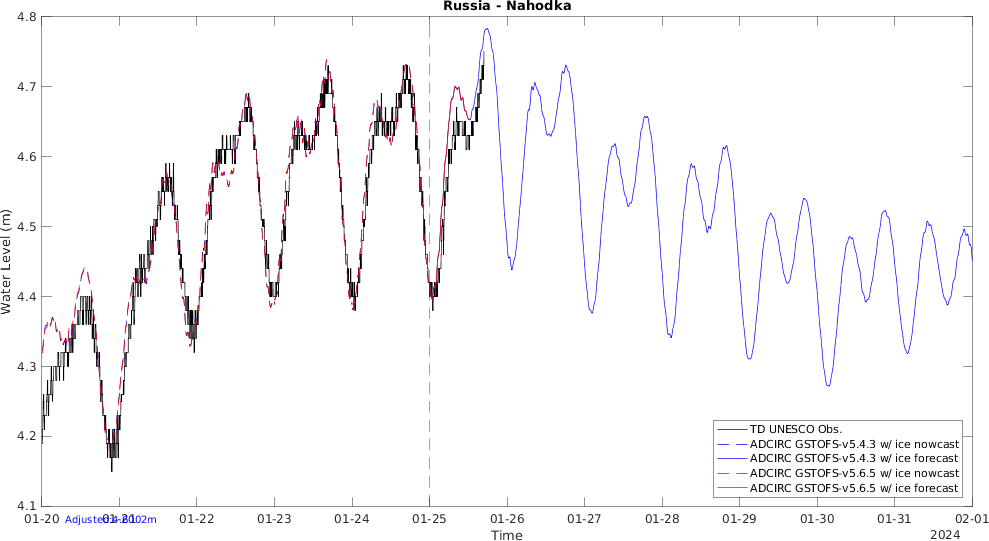 Russia - Nahodka
4.8
4.7
4.6
4.5
4.4
4.3
4.2
4.1
Water Level (m)
TD UNESCO Obs.
ADCIRC GSTOFS-v5.4.3 w/ ice nowcast
ADCIRC GSTOFS-v5.4.3 w/ ice forecast
ADCIRC GSTOFS-v5.6.5 w/ ice nowcast
ADCIRC GSTOFS-v5.6.5 w/ ice forecast
01-20 01-21 01-22 01-23 01-24 01-25 01-26 01-27 01-28 01-29 01-30 01-31 02-01
Time
2024